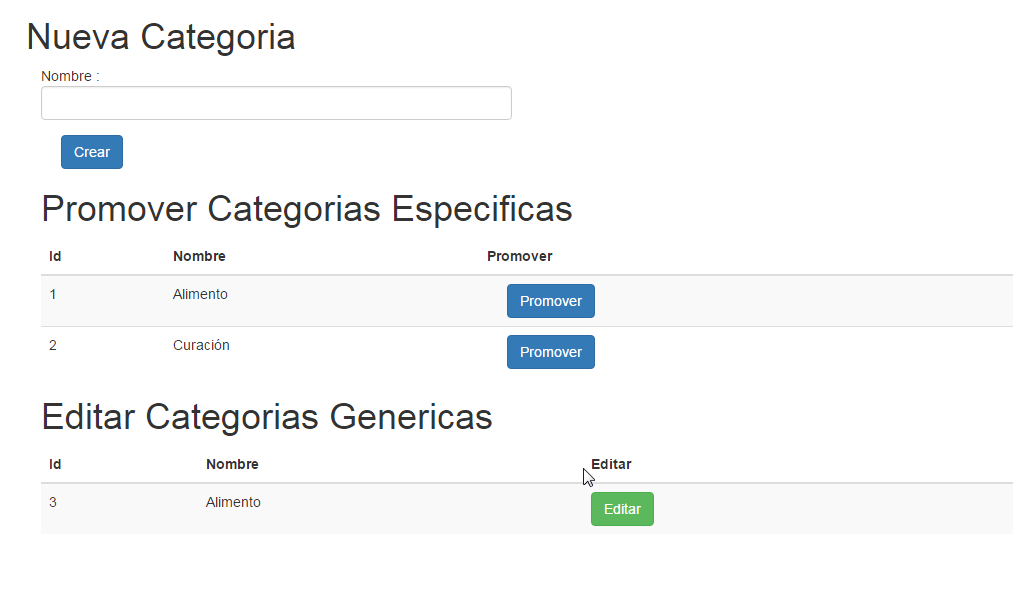 Nueva Categoria
Nombre :
Crear
Promover Categorias Especificas
Id Nombre Promover
1 Alimento Promover
2 Curación Promover
Editar Categorias Genericas
Id Nombre Editar
3 Alimento Editar